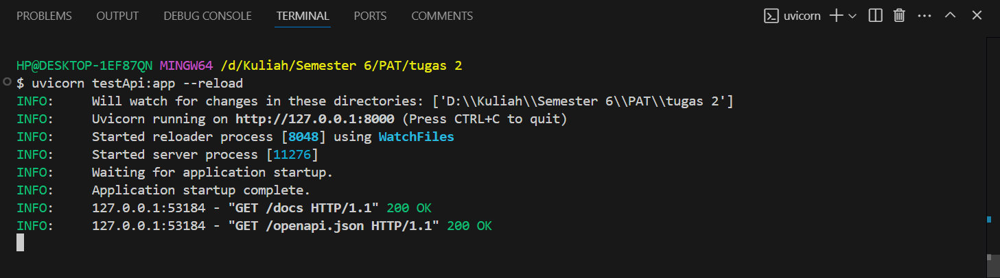 PROBLEMS OUTPUT DEBUG CONSOLE TERMINAL PORTS COMMENTS uvicorn
HP@DESKTOP-1EF87QN MINGW64 /d/Kuliah/Semester 6/PAT/tugas 2
$ uvicorn testApi:app --reload
INFO:     Will watch for changes in these directories: ['D:\\Kuliah\\Semester 6\\PAT\\tugas 2']
INFO:     Uvicorn running on http://127.0.0.1:8000 (Press CTRL+C to quit)
INFO:     Started reloader process [8048] using WatchFiles
INFO:     Started server process [11276]
INFO:     Waiting for application startup.
INFO:     Application startup complete.
INFO:     127.0.0.1:53184 - "GET /docs HTTP/1.1" 200 OK
INFO:     127.0.0.1:53184 - "GET /openapi.json HTTP/1.1" 200 OK